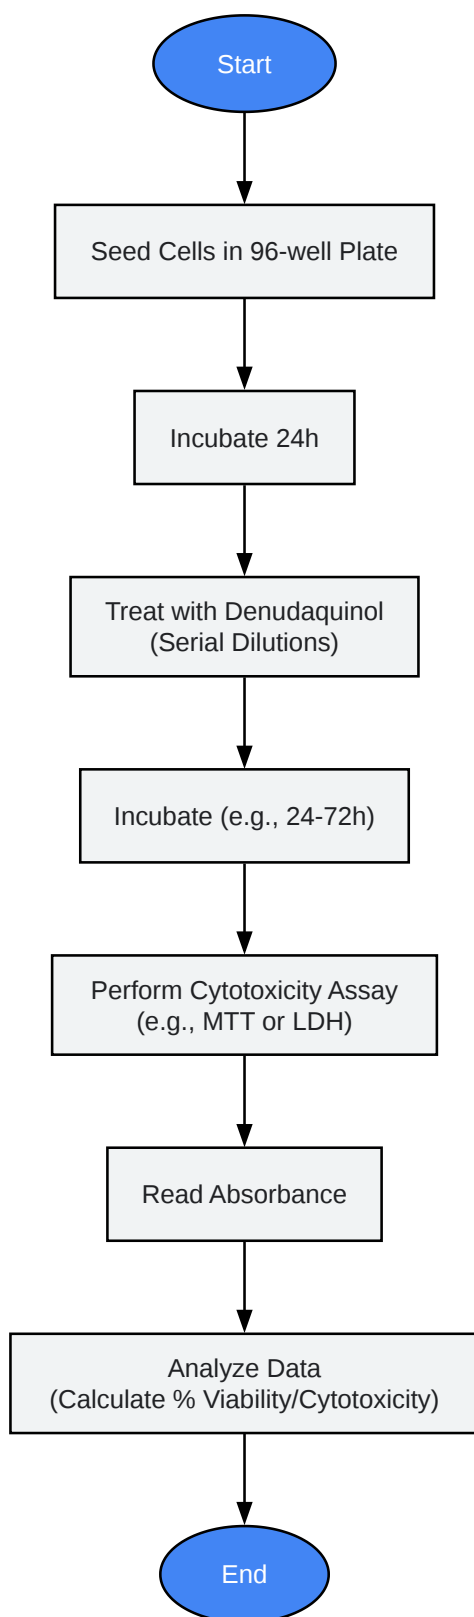 Start
Seed Cells in 96-well Plate
Incubate 24h
Treat with Denudaquinol
(Serial Dilutions)
Incubate (e.g., 24-72h)
Perform Cytotoxicity Assay
(e.g., MTT or LDH)
Read Absorbance
Analyze Data
(Calculate % Viability/Cytotoxicity)
End